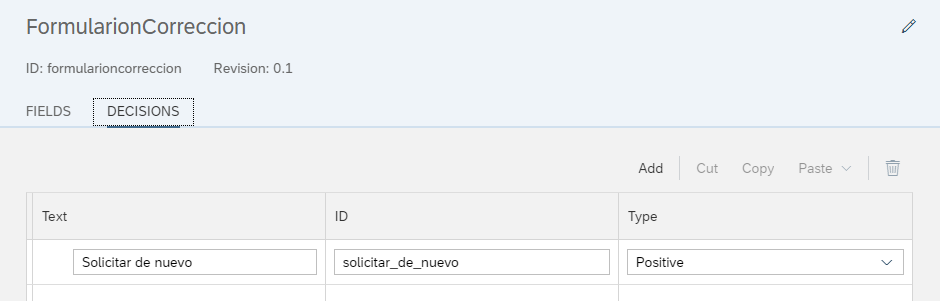 FormularionCorreccion
ID: formularioncorreccion Revision: 0.1
FIELDS DECISIONS
Add Cut Copy Paste
Text ID Type
Solicitar de nuevo solicitar_de_nuevo Positive